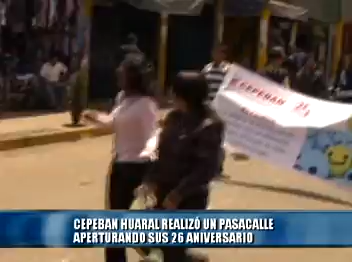 CEPEBAN
CEPEBAN HUARAL REALIZÓ UN PASACALLE
APERTURANDO SUS 26 ANIVERSARIO